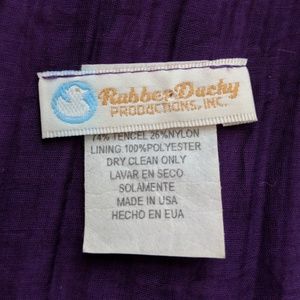 Rubber Ducky
PRODUCTIONS, INC.
74% TENCEL 26%NYLON
LINING:100%POLYESTER
DRY CLEAN ONLY
LAVAR EN SECO
SOLAMENTE
MADE IN USA
HECHO EN EUA